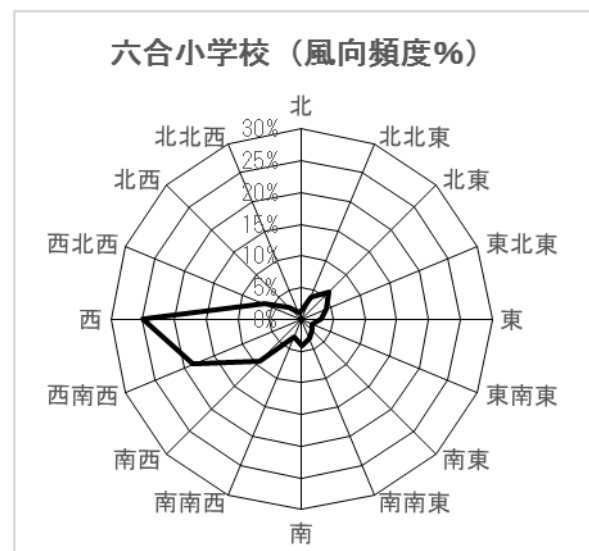 六合小学校（風向頻度%）
北
北北東
北東
東北東
東
東南東
南東
南南東
南
南南西
南西
西南西
西
西北西
北西
北北西
30%
25%
20%
15%
10%
5%
0%